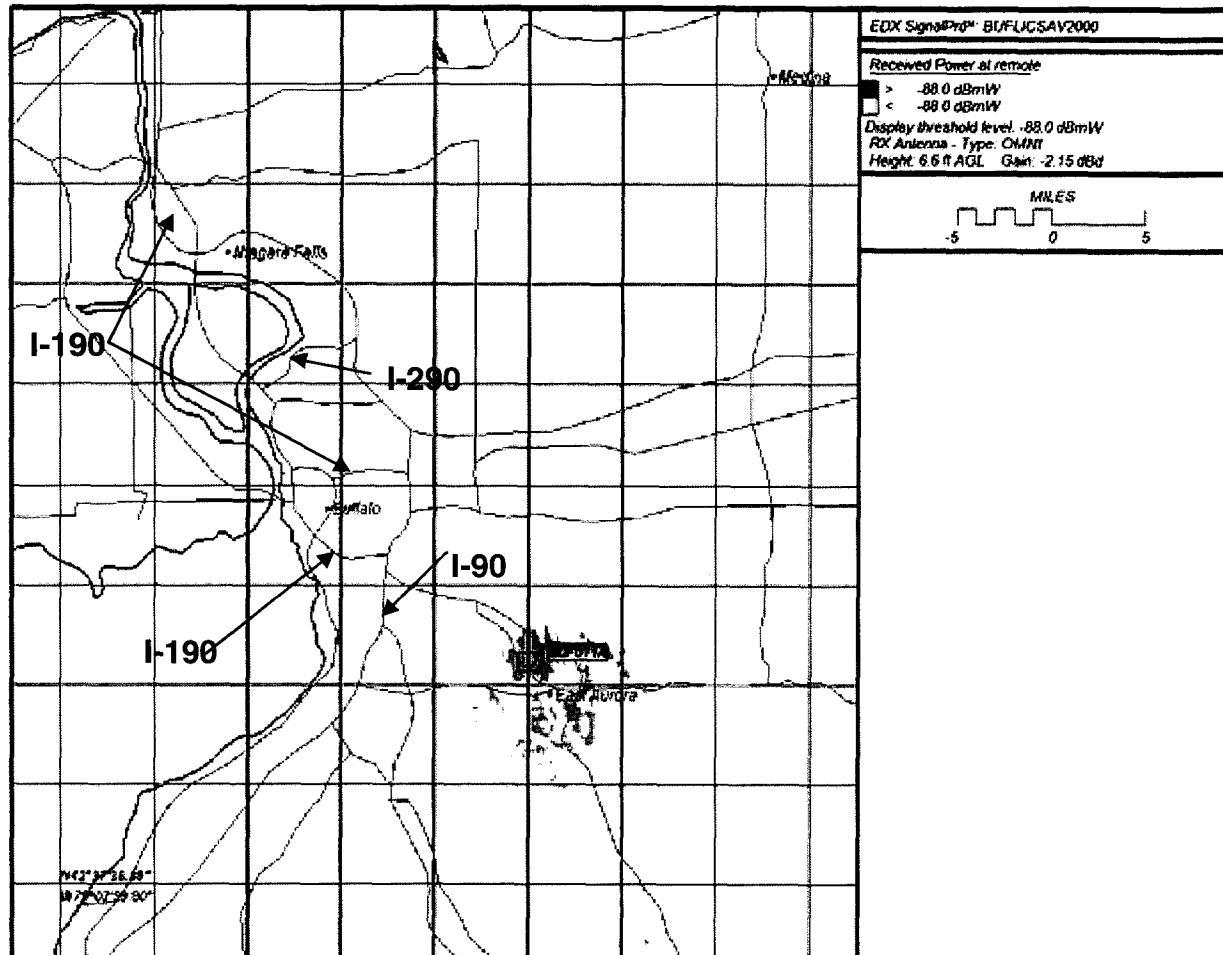 EDX SignalPro™: BUFUCSAV2000
Received Power at remote
> -88.0 dBmW
< -88.0 dBmW
Display threshold level: -88.0 dBmW
RX Antenna - Type: OMNI
Height: 6.6 ft AGL Gain: -2.15 dBd
MILES
-5 0 5
Medina
Niagara Falls
I-190
I-290
Buffalo
I-90
I-190
East Aurora